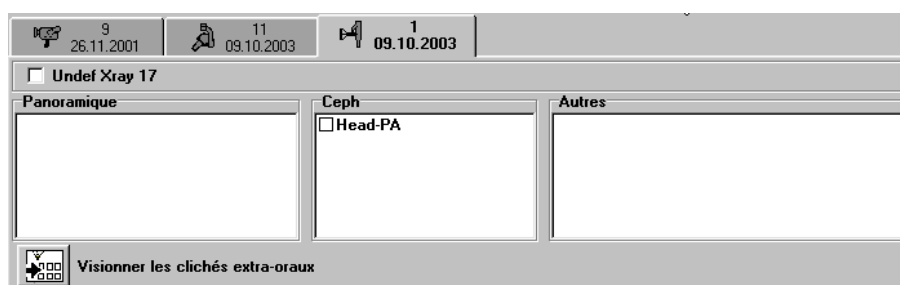 9
26.11.2001
11
09.10.2003
1
09.10.2003
Undef Xray 17
Panoramique
Ceph
Autres
Head-PA
Visionner les clichés extra-oraux